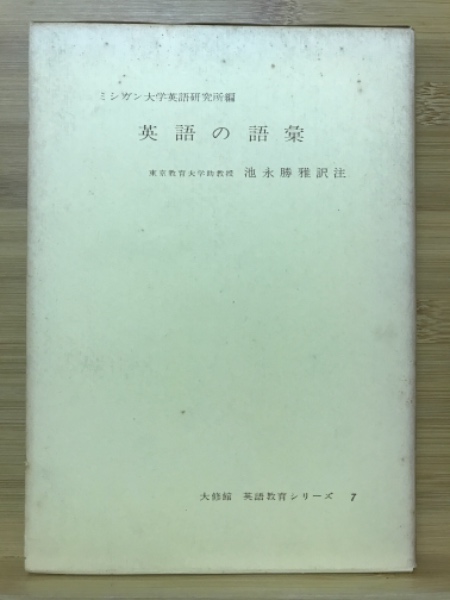 ミシガン大学英語研究所編
英語の語彙
東京教育大学助教授 池永勝雅訳注
大修館 英語教育シリーズ 7